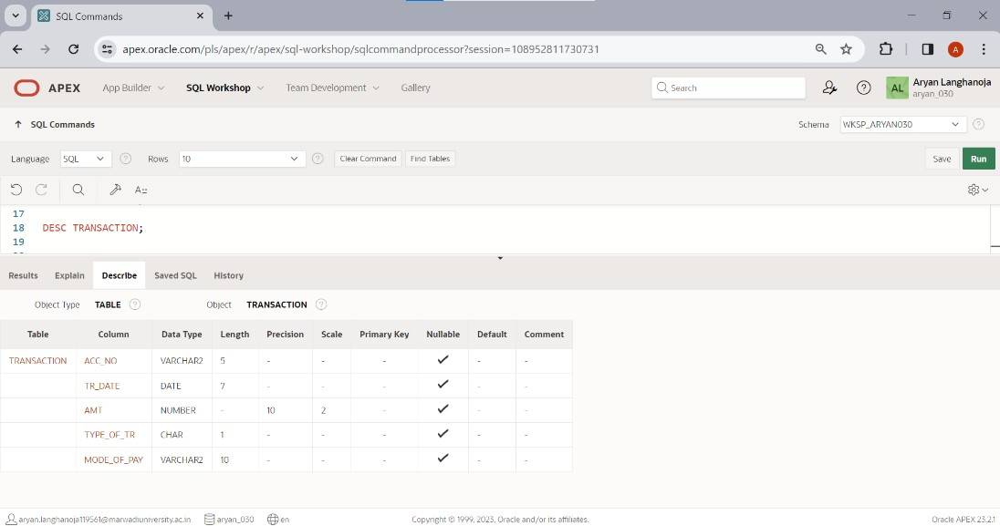 SQL Commands
apex.oracle.com/pls/apex/r/apex/sql-workshop/sqlcommandprocessor?session=108952811730731
A
APEX App Builder SQL Workshop Team Development Gallery Search AL Aryan Langhanoja
aryan_030
SQL Commands Schema WKSP_ARYAN030
Language SQL Rows 10 Clear Command Find Tables Save Run
17
18 DESC TRANSACTION;
19
Results Explain Describe Saved SQL History
Object Type TABLE Object TRANSACTION
Table Column Data Type Length Precision Scale Primary Key Nullable Default Comment
TRANSACTION ACC_NO VARCHAR2 5 - - - - -
TR_DATE DATE 7 - - - - -
AMT NUMBER - 10 2 - - -
TYPE_OF_TR CHAR 1 - - - - -
MODE_OF_PAY VARCHAR2 10 - - - - -
aryan.langhanoja119561@marwadiuniversity.ac.in aryan_030 en Copyright © 1999, 2023, Oracle and/or its affiliates. Oracle APEX 23.2.1